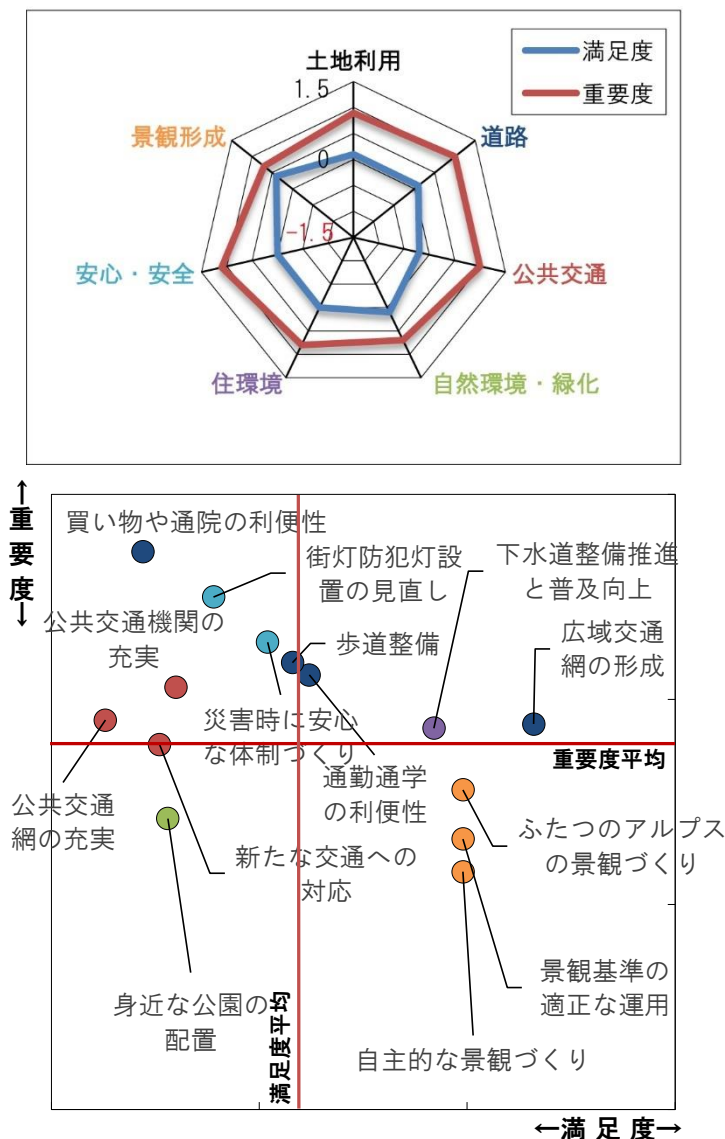 土地利用
1.5
満足度
重要度
景観形成
道路
0
-1.5
安心・安全
公共交通
住環境
自然環境・緑化
←重要度→
買い物や通院の利便性
街灯防犯灯設
置の見直し
下水道整備推進
と普及向上
公共交通機関の
充実
歩道整備
広域交通
網の形成
災害時に安心
な体制づくり
重要度平均
通勤通学
の利便性
公共交通
網の充実
ふたつのアルプス
の景観づくり
新たな交通への
対応
景観基準の
適正な運用
身近な公園の
配置
満足度平均
自主的な景観づくり
←満足度→